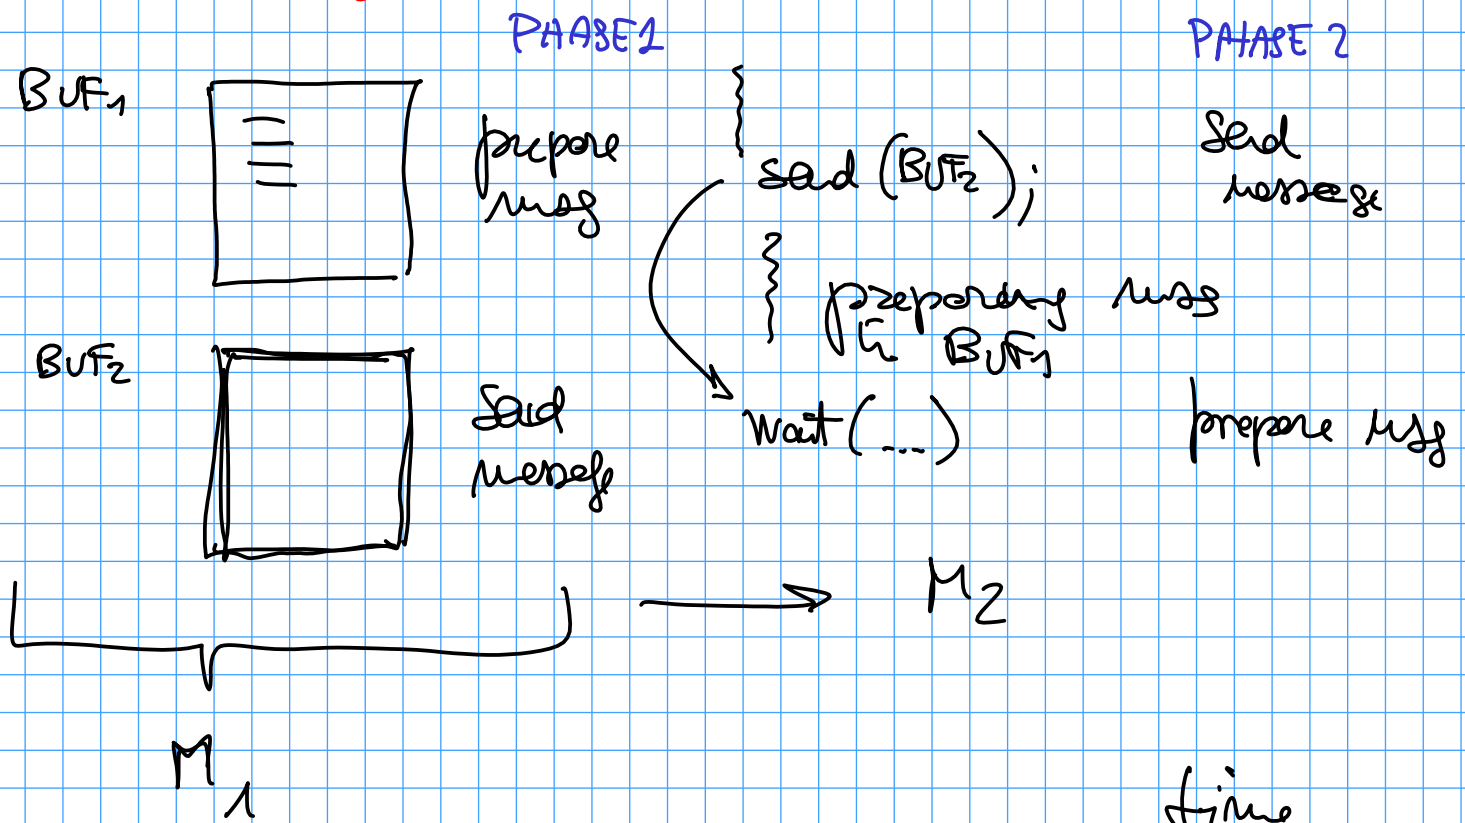 PHASE 1
PHASE 2
BUF1
prepare
msg
send (BUF2);
send
message
preparing msg
in BUF1
BUF2
send
message
wait(....)
prepare msg
M2
M1
time